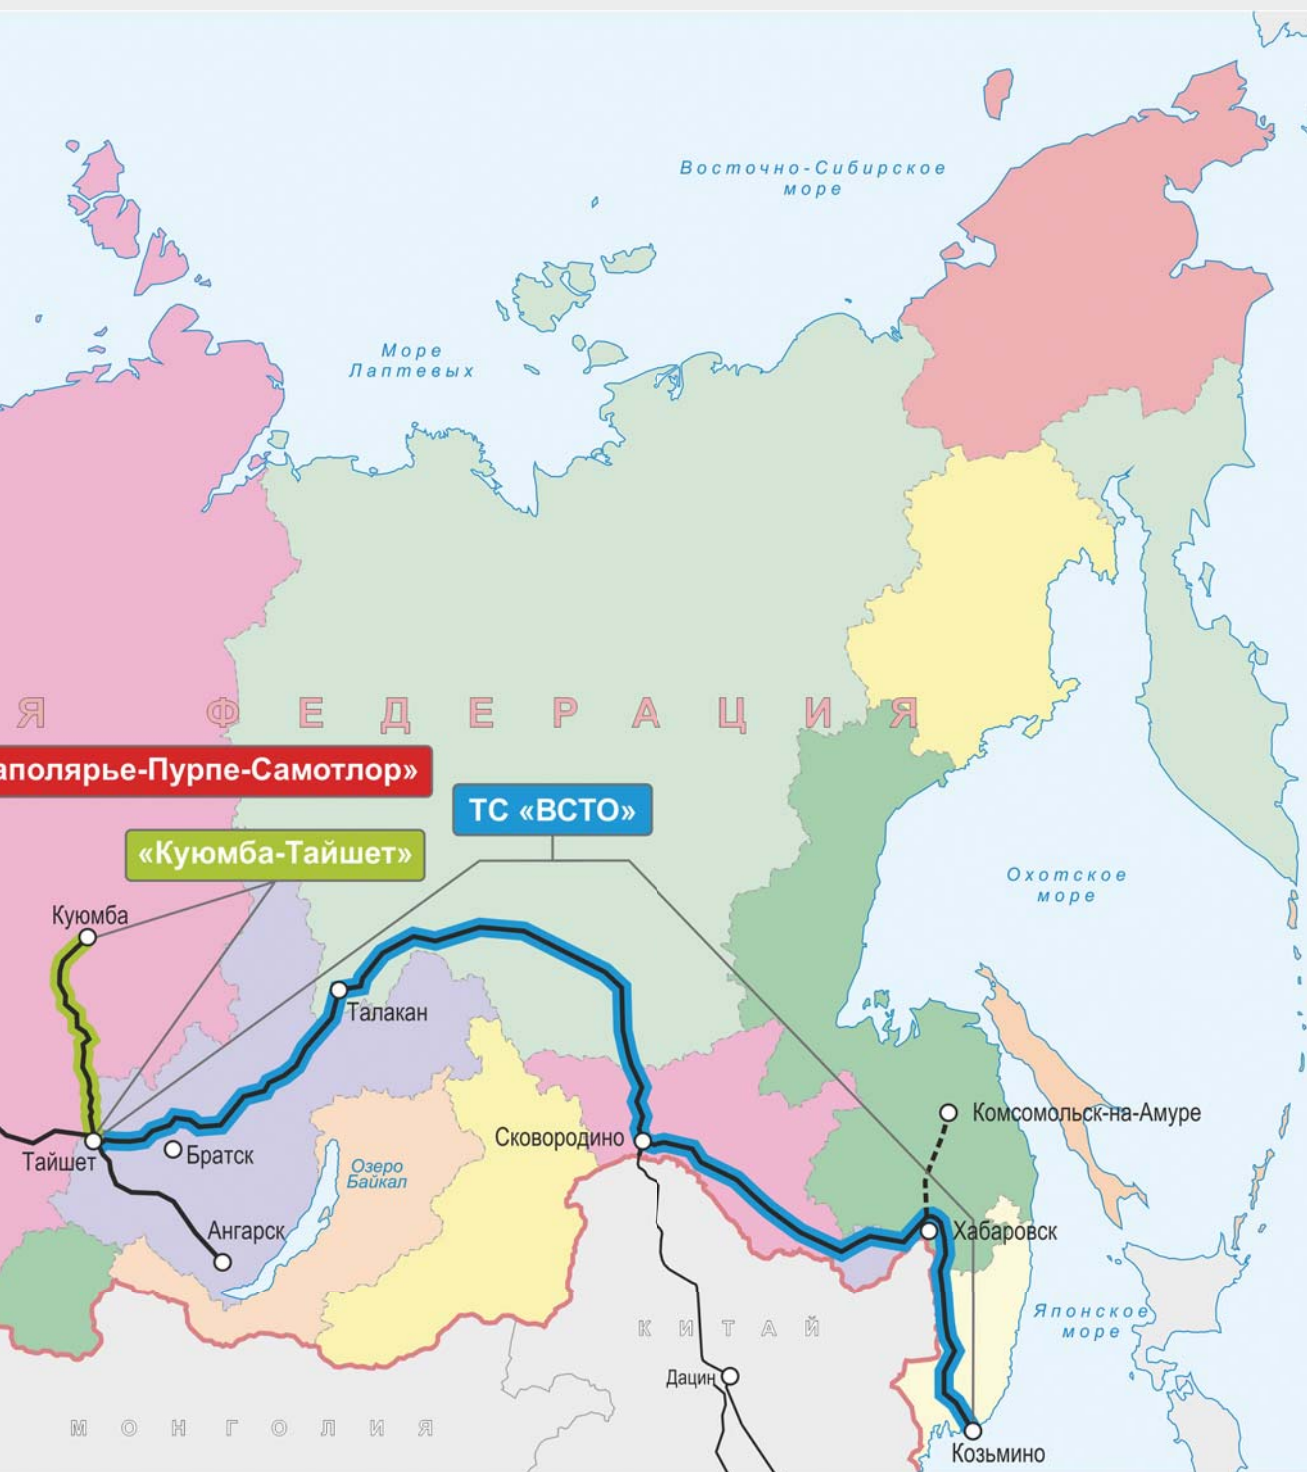 Восточно-Сибирское
море
Море
Лаптевых
Я ФЕДЕРАЦИЯ
аполярье-Пурпе-Самотлор»
ТС «ВСТО»
«Куюмба-Тайшет»
Охотское
море
Куюмба
Талакан
Комсомольск-на-Амуре
Сковородино
Тайшет
Братск
Озеро
Байкал
Ангарск
Хабаровск
Японское
море
КИТАЙ
Дацин
МОНГОЛИЯ
Козьмино